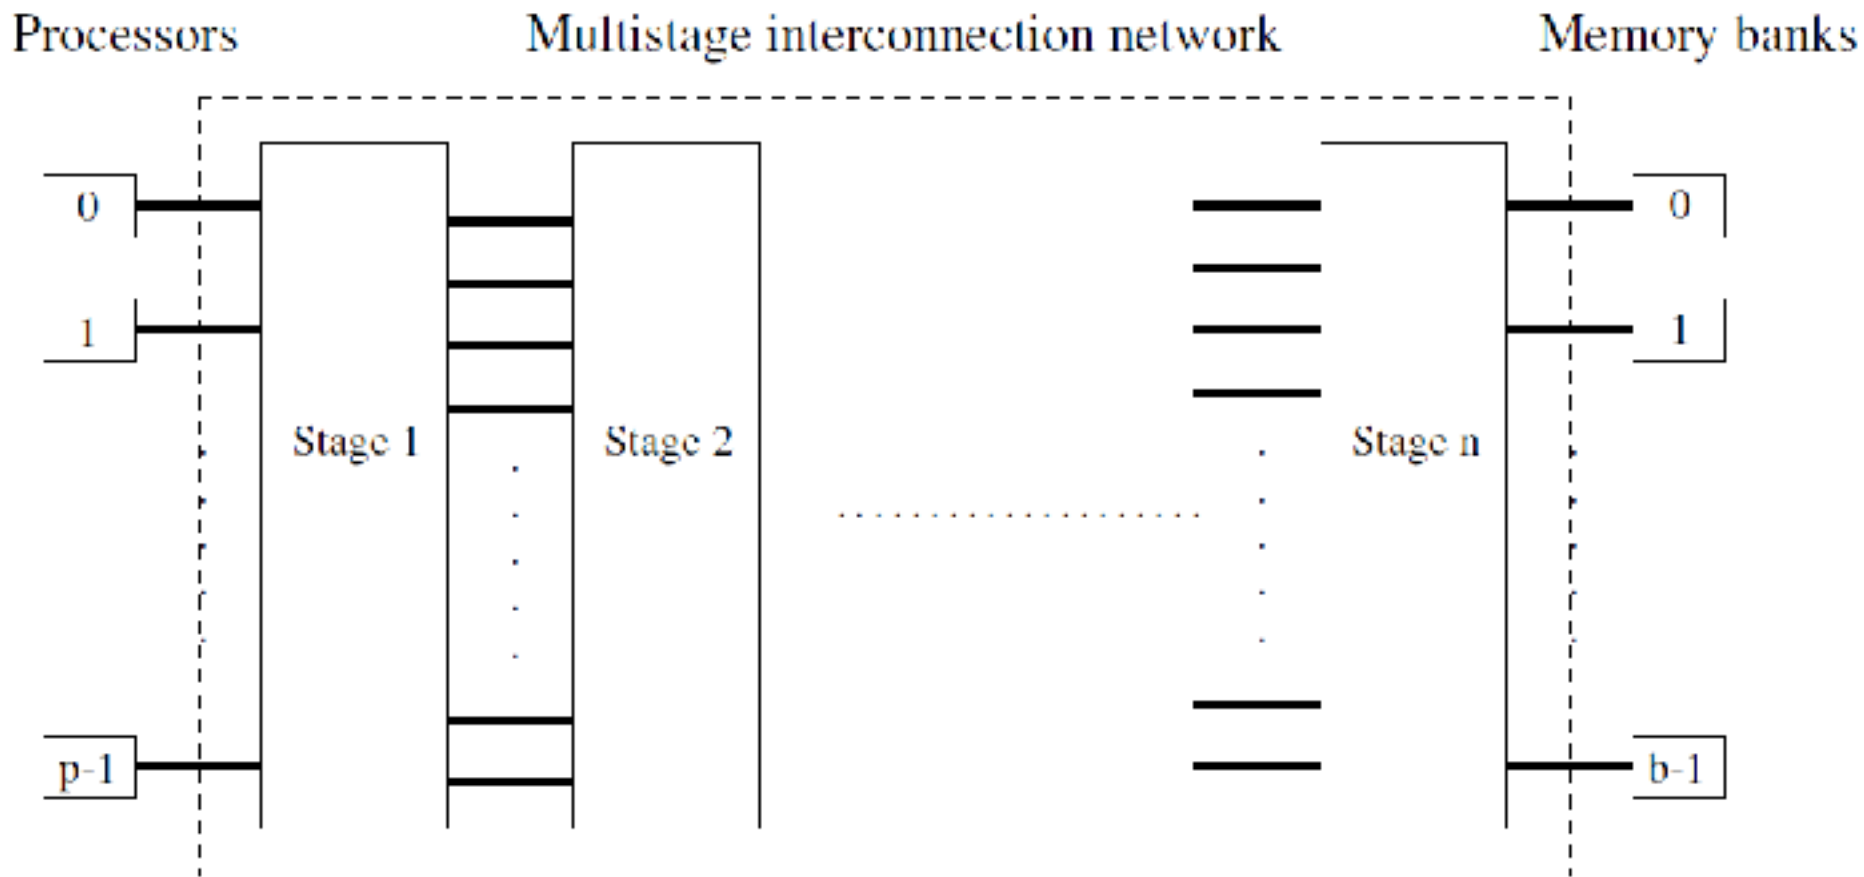 Processors
Multistage interconnection network
Memory banks
0
0
1
1
Stage 1
Stage 2
Stage n
p-1
b-1